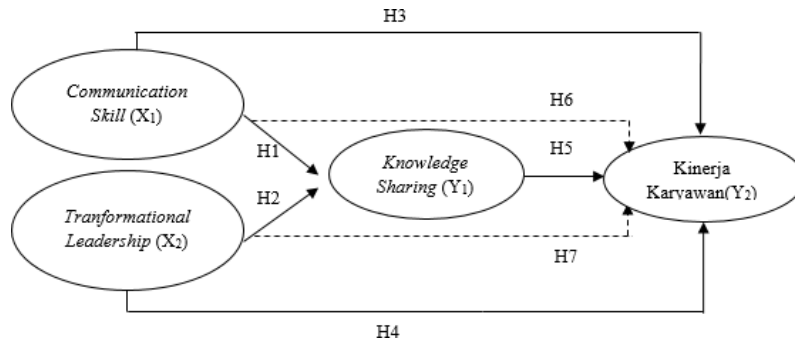 H3
Communication
Skill (X1)
H6
H1
Knowledge
Sharing (Y1)
H5
Kinerja
Karyawan(Y2)
H2
Tranformational
Leadership (X2)
H7
H4